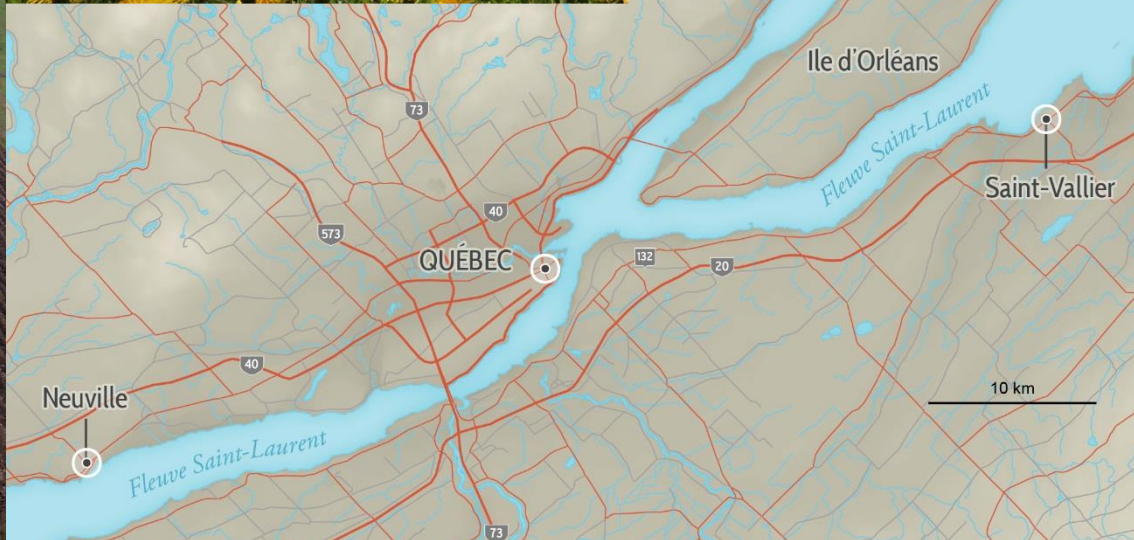 Ile d'Orléans
73
Fleuve Saint-Laurent
Saint-Vallier
40
573
QUÉBEC
132
20
40
10 km
Neuville
Fleuve Saint-Laurent
73